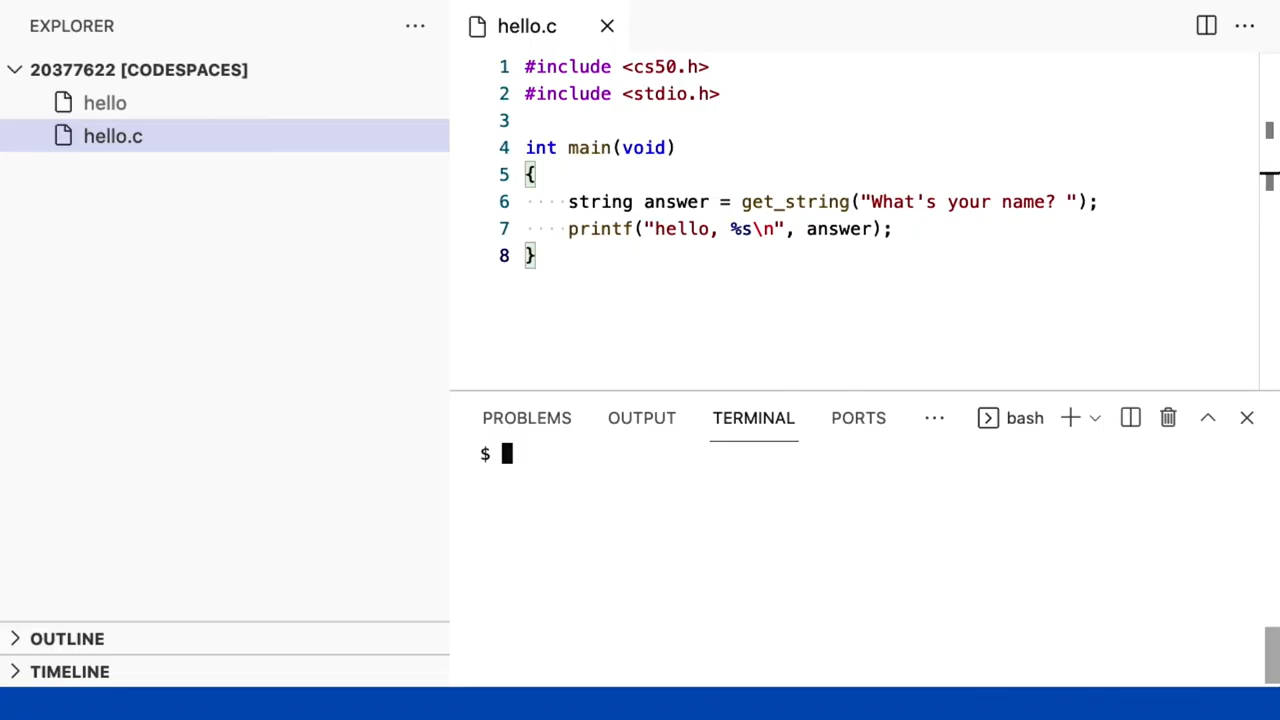 EXPLORER
20377622 [CODESPACES]
hello
hello.c
OUTLINE
TIMELINE
hello.c
1 #include <cs50.h>
2 #include <stdio.h>
3
4 int main(void)
5 {
6 string answer = get_string("What's your name? ");
7 printf("hello, %s\n", answer);
8 }
PROBLEMS OUTPUT TERMINAL PORTS bash
$